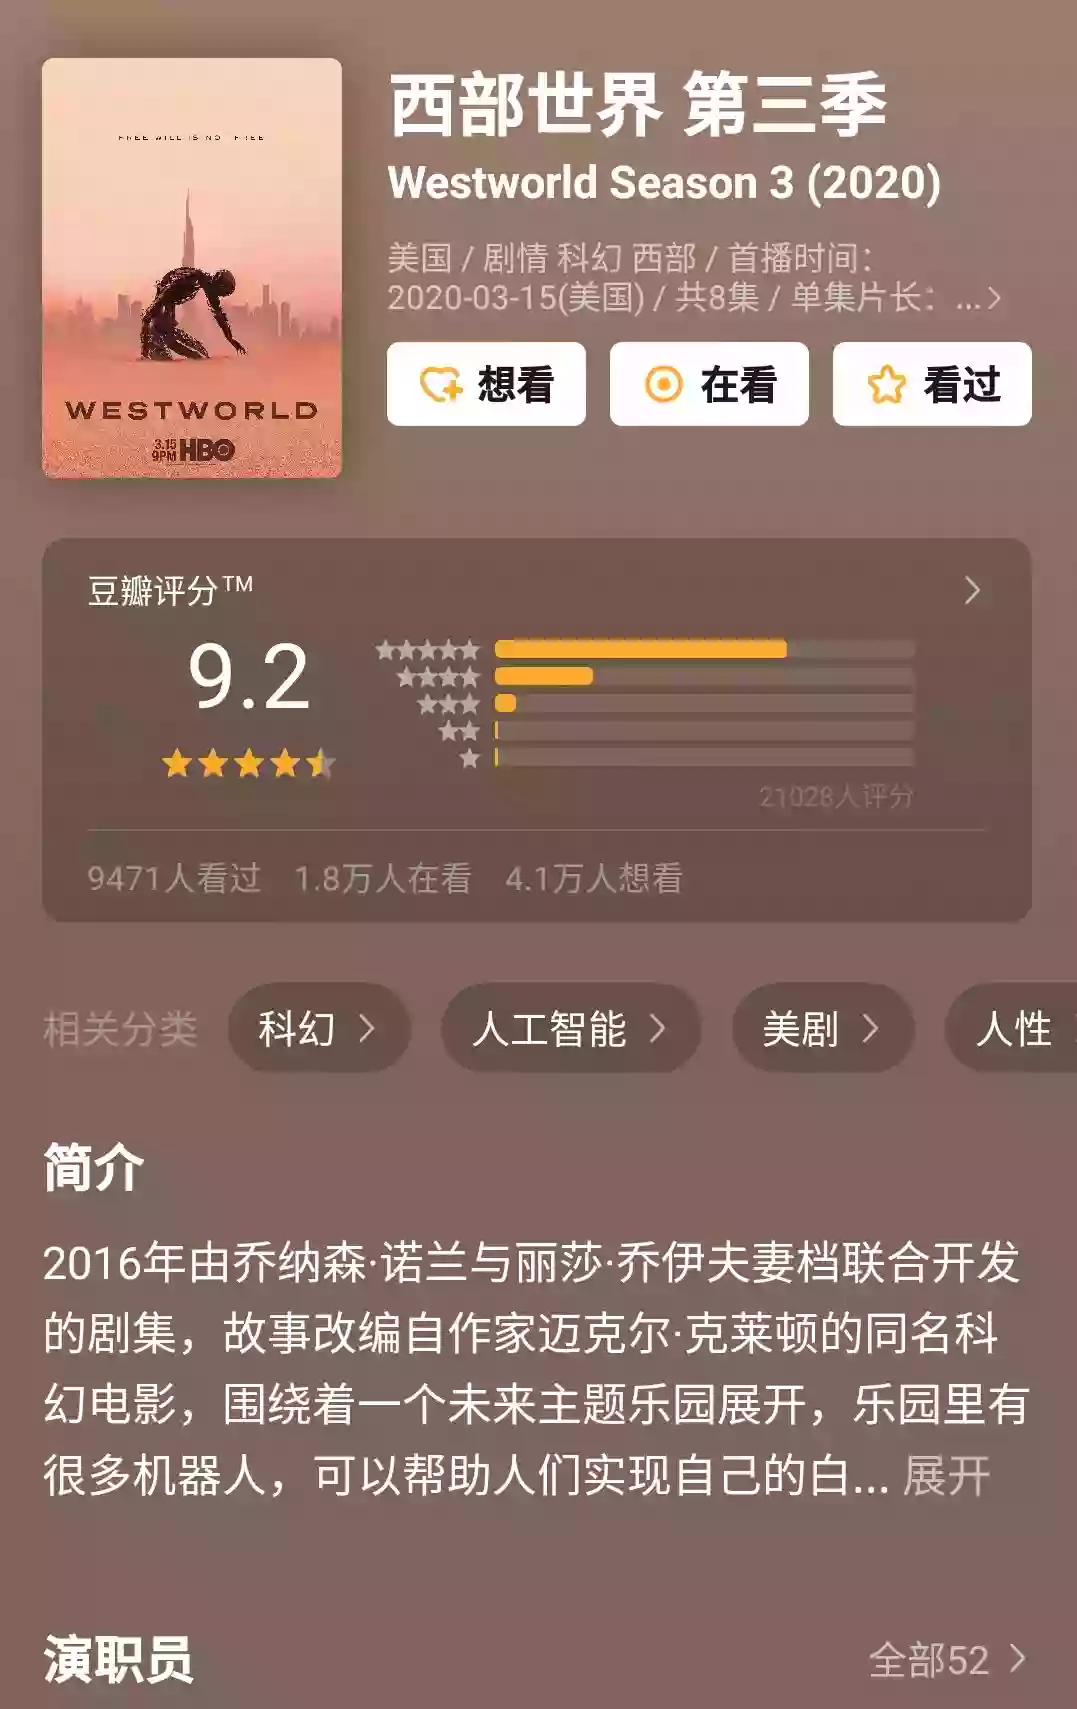 FREE WILL IS NOT FREE
WESTWORLD
3.15
9PM HBO
西部世界 第三季
Westworld Season 3 (2020)
美国 / 剧情 科幻 西部 / 首播时间：
2020-03-15(美国) / 共8集 / 单集片长： ...
想看
在看
看过
豆瓣评分™
9.2
21028人评分
9471人看过 1.8万人在看 4.1万人想看
相关分类 科幻 人工智能 美剧 人性
简介
2016年由乔纳森·诺兰与丽莎·乔伊夫妻档联合开发
的剧集，故事改编自作家迈克尔·克莱顿的同名科
幻电影，围绕着一个未来主题乐园展开，乐园里有
很多机器人，可以帮助人们实现自己的白... 展开
演职员 全部52